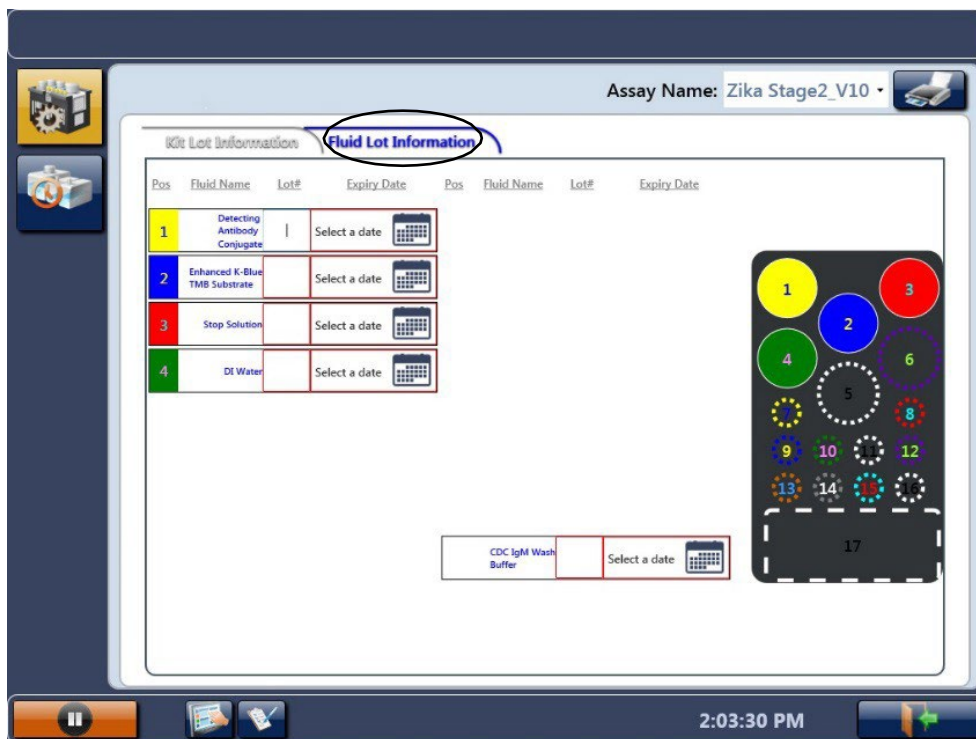 Assay Name: Zika Stage2_V10
Kit Lot Information
Fluid Lot Information
Pos Fluid Name Lot# Expiry Date Pos Fluid Name Lot# Expiry Date
1 Detecting Antibody Conjugate Select a date
2 Enhanced K-Blue TMB Substrate Select a date
3 Stop Solution Select a date
4 DI Water Select a date
CDC IgM Wash Buffer Select a date
1 3
2
4 6
5
7 8
9 10 11 12
13 14 15 16
17
2:03:30 PM